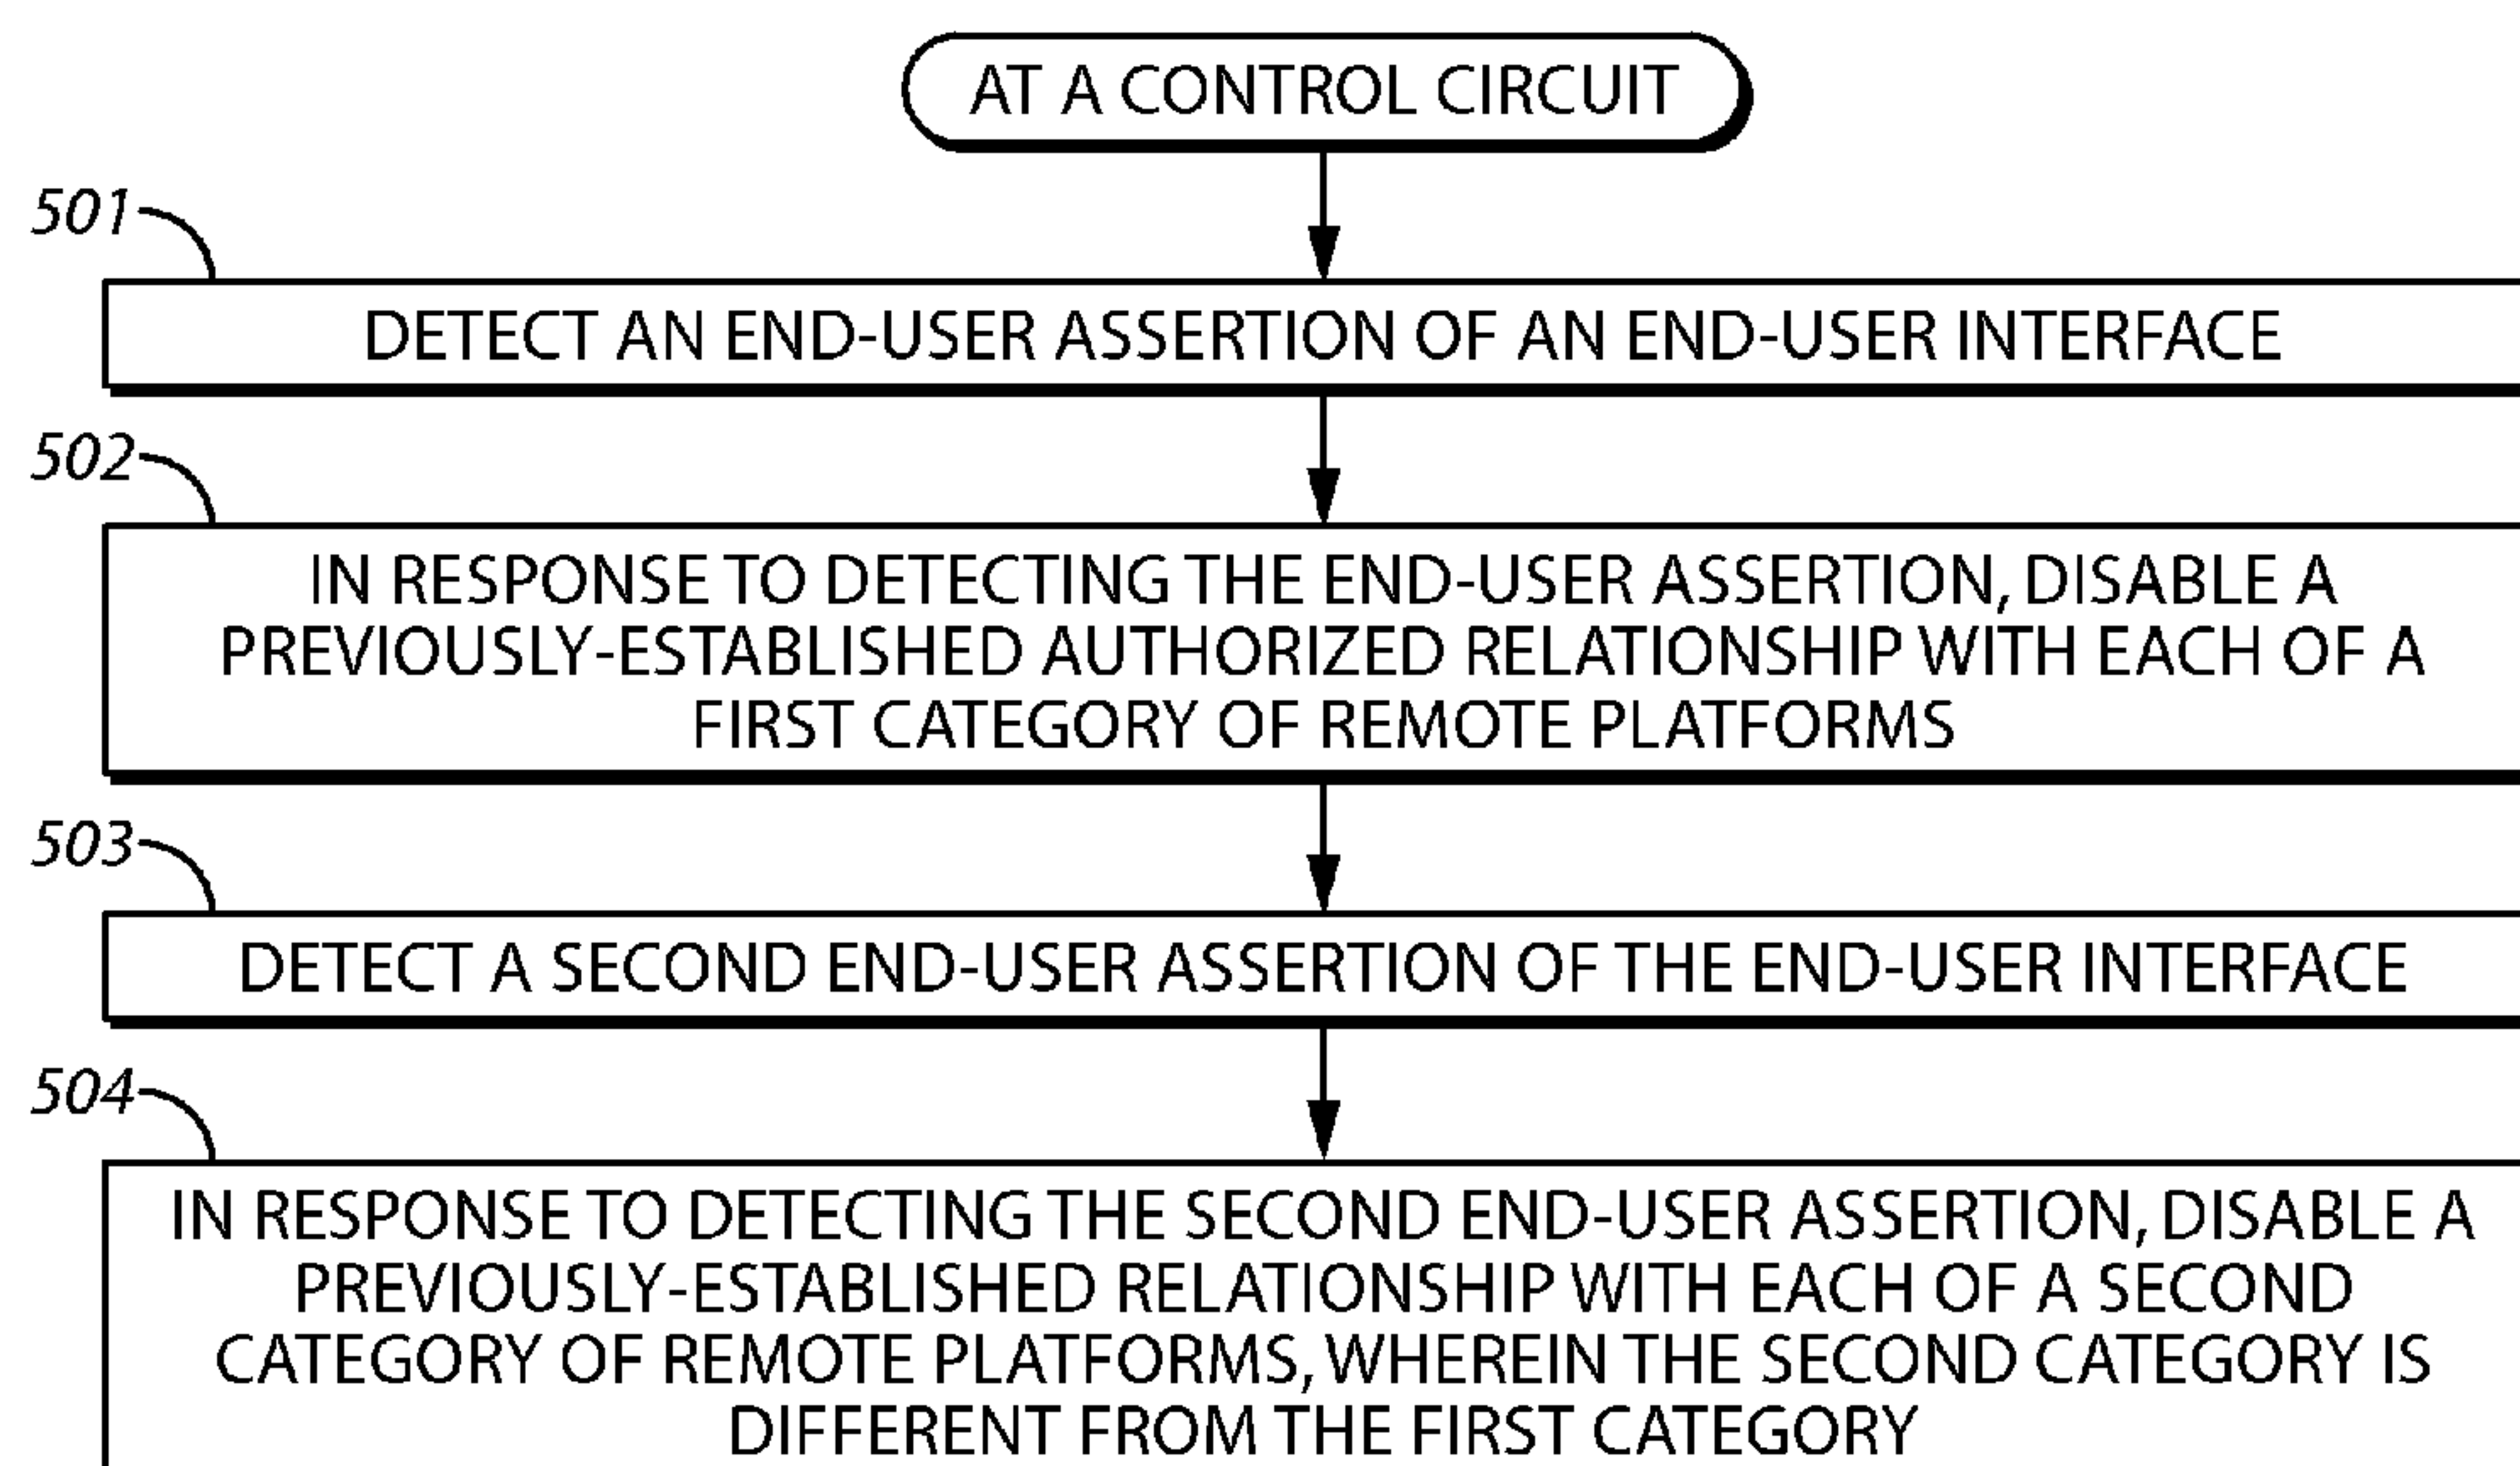 AT A CONTROL CIRCUIT
501
DETECT AN END-USER ASSERTION OF AN END-USER INTERFACE
502
IN RESPONSE TO DETECTING THE END-USER ASSERTION, DISABLE A
PREVIOUSLY-ESTABLISHED AUTHORIZED RELATIONSHIP WITH EACH OF A
FIRST CATEGORY OF REMOTE PLATFORMS
503
DETECT A SECOND END-USER ASSERTION OF THE END-USER INTERFACE
504
IN RESPONSE TO DETECTING THE SECOND END-USER ASSERTION, DISABLE A
PREVIOUSLY-ESTABLISHED RELATIONSHIP WITH EACH OF A SECOND
CATEGORY OF REMOTE PLATFORMS, WHEREIN THE SECOND CATEGORY IS
DIFFERENT FROM THE FIRST CATEGORY